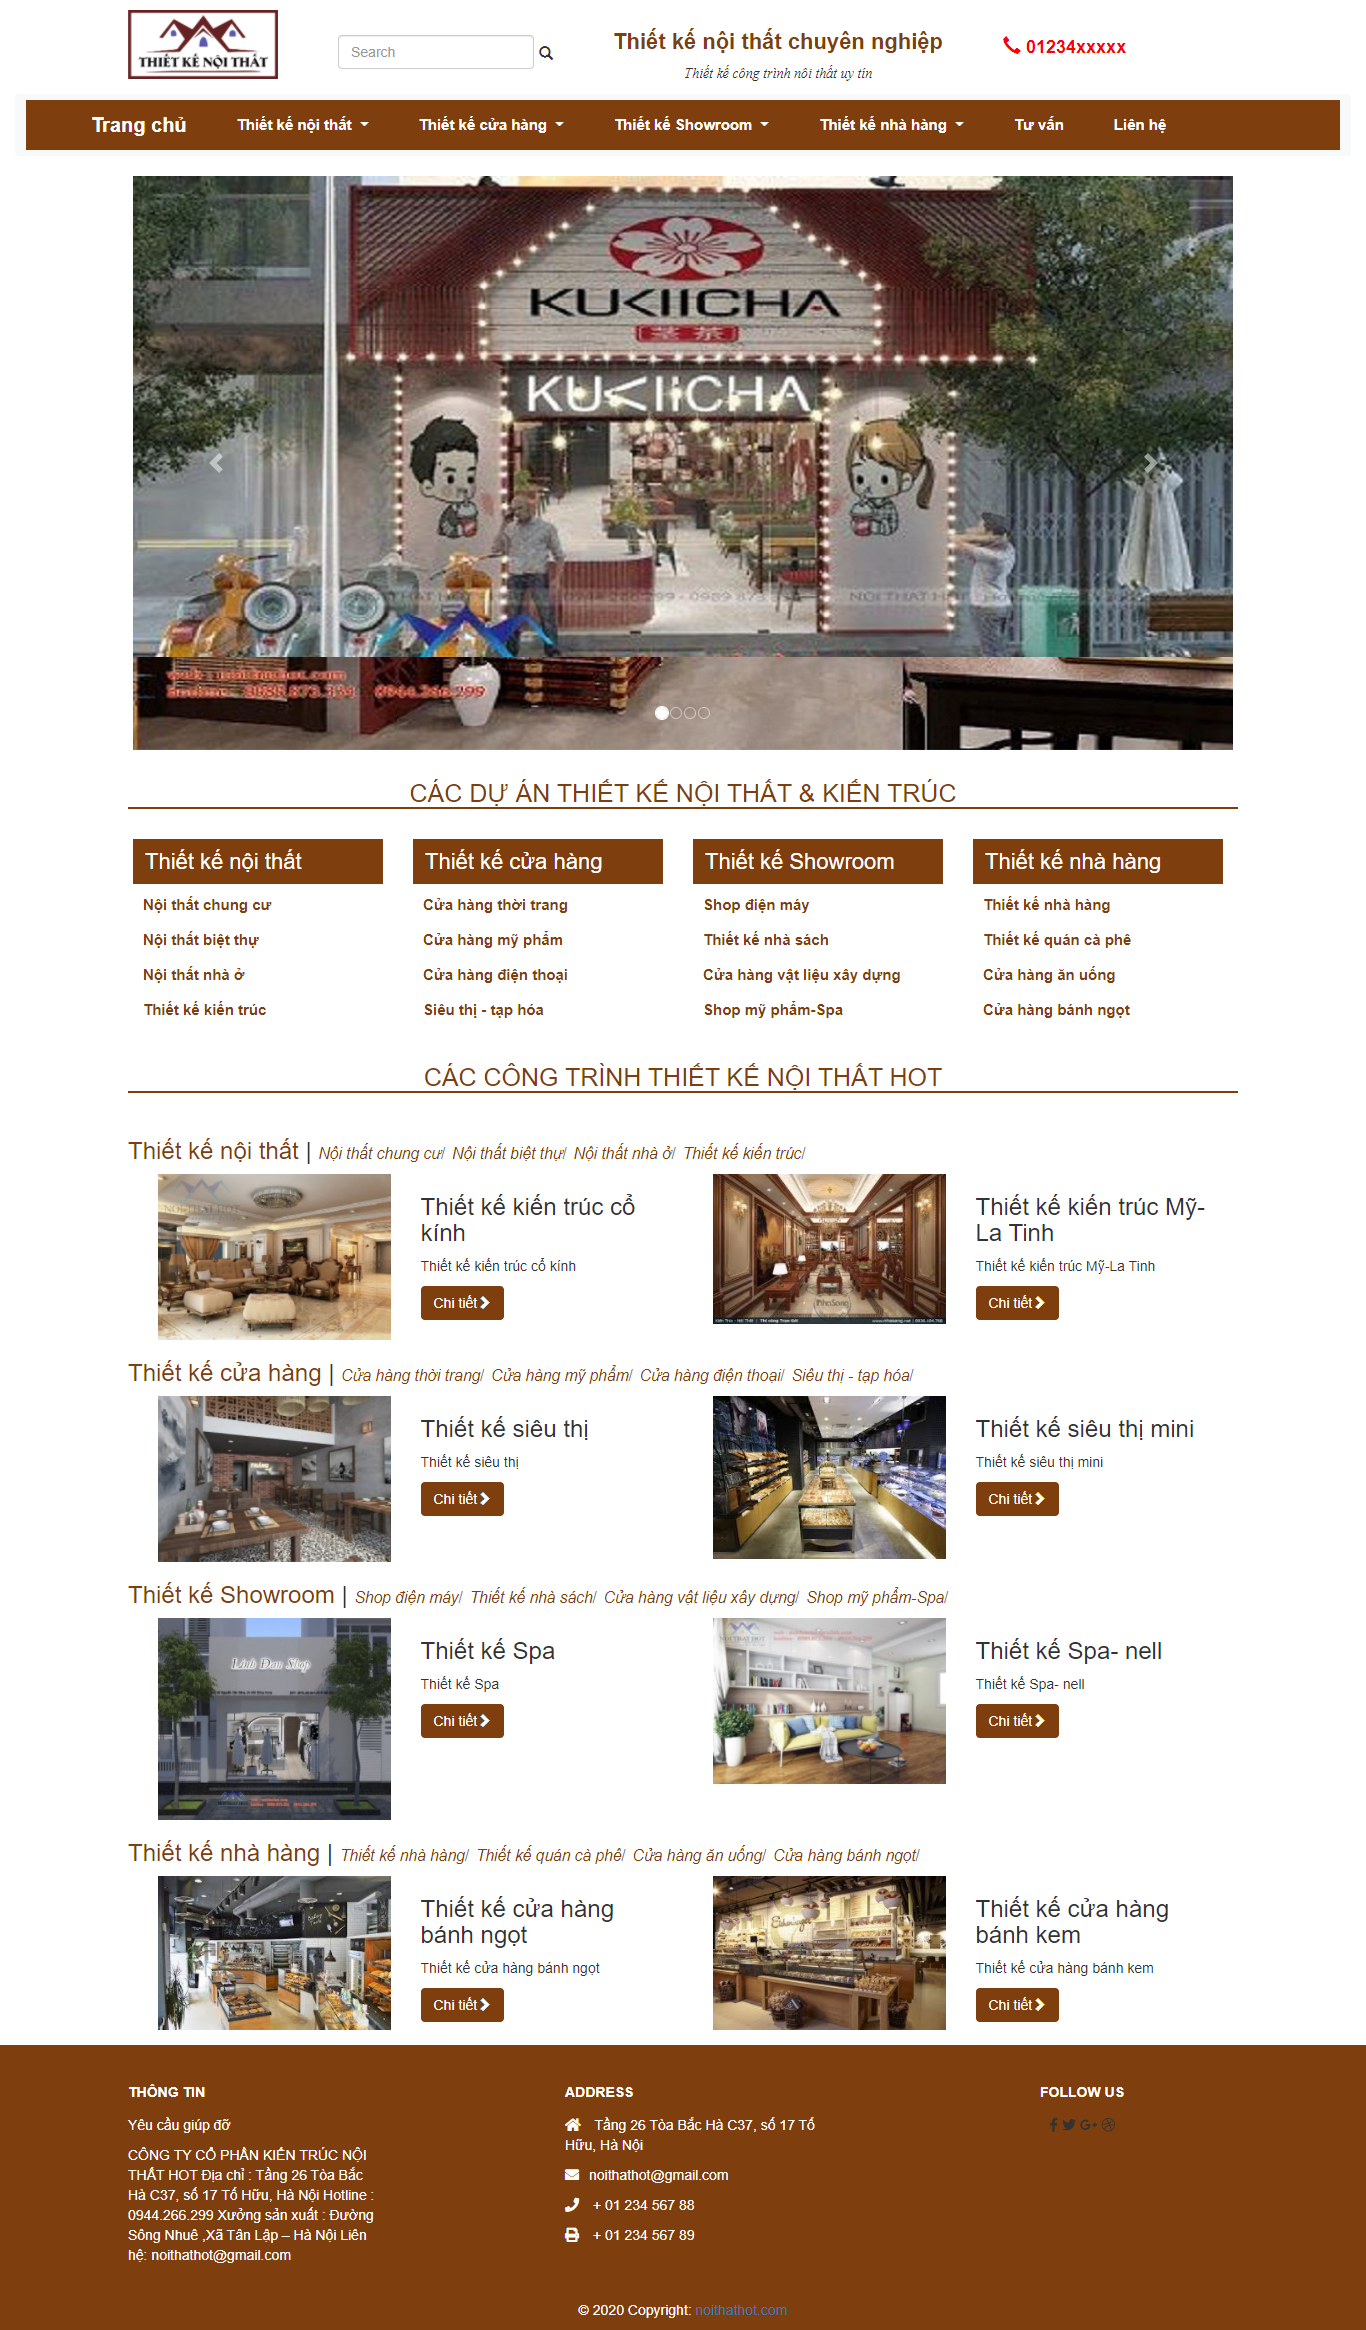 THIẾT KẾ NỘI THẤT
Search
Thiết kế nội thất chuyên nghiệp
Thiết kế công trình nôi thất uy tín
01234xxxxx
Trang chủ Thiết kế nội thất Thiết kế cửa hàng Thiết kế Showroom Thiết kế nhà hàng Tư vấn Liên hệ
KUKIICHA
KUKIICHA
0944.266.299
CÁC DỰ ÁN THIẾT KẾ NỘI THẤT & KIẾN TRÚC
Thiết kế nội thất Thiết kế cửa hàng Thiết kế Showroom Thiết kế nhà hàng
Nội thất chung cư Cửa hàng thời trang Shop điện máy Thiết kế nhà hàng
Nội thất biệt thự Cửa hàng mỹ phẩm Thiết kế nhà sách Thiết kế quán cà phê
Nội thất nhà ở Cửa hàng điện thoại Cửa hàng vật liệu xây dựng Cửa hàng ăn uống
Thiết kế kiến trúc Siêu thị - tạp hóa Shop mỹ phẩm-Spa Cửa hàng bánh ngọt
CÁC CÔNG TRÌNH THIẾT KẾ NỘI THẤT HOT
Thiết kế nội thất | Nội thất chung cư/ Nội thất biệt thự/ Nội thất nhà ở/ Thiết kế kiến trúc/
Thiết kế kiến trúc cổ
kính
Thiết kế kiến trúc cổ kính
Chi tiết
Thiết kế kiến trúc Mỹ-
La Tinh
Thiết kế kiến trúc Mỹ-La Tinh
Chi tiết
Thiết kế cửa hàng | Cửa hàng thời trang/ Cửa hàng mỹ phẩm/ Cửa hàng điện thoại/ Siêu thị - tạp hóa/
Thiết kế siêu thị
Thiết kế siêu thị
Chi tiết
Thiết kế siêu thị mini
Thiết kế siêu thị mini
Chi tiết
Thiết kế Showroom | Shop điện máy/ Thiết kế nhà sách/ Cửa hàng vật liệu xây dựng/ Shop mỹ phẩm-Spa/
Linh Đan Shop
Thiết kế Spa
Thiết kế Spa
Chi tiết
Thiết kế Spa- nell
Thiết kế Spa- nell
Chi tiết
Thiết kế nhà hàng | Thiết kế nhà hàng/ Thiết kế quán cà phê/ Cửa hàng ăn uống/ Cửa hàng bánh ngọt/
Thiết kế cửa hàng
bánh ngọt
Thiết kế cửa hàng bánh ngọt
Chi tiết
Thiết kế cửa hàng
bánh kem
Thiết kế cửa hàng bánh kem
Chi tiết
THÔNG TIN
Yêu cầu giúp đỡ
CÔNG TY CỔ PHẦN KIẾN TRÚC NỘI
THẤT HOT Địa chỉ : Tầng 26 Tòa Bắc
Hà C37, số 17 Tố Hữu, Hà Nội Hotline :
0944.266.299 Xưởng sản xuất : Đường
Sông Nhuê ,Xã Tân Lập – Hà Nội Liên
hệ: noithathot@gmail.com
ADDRESS
Tầng 26 Tòa Bắc Hà C37, số 17 Tố
Hữu, Hà Nội
noithathot@gmail.com
+ 01 234 567 88
+ 01 234 567 89
FOLLOW US
© 2020 Copyright: noithathot.com